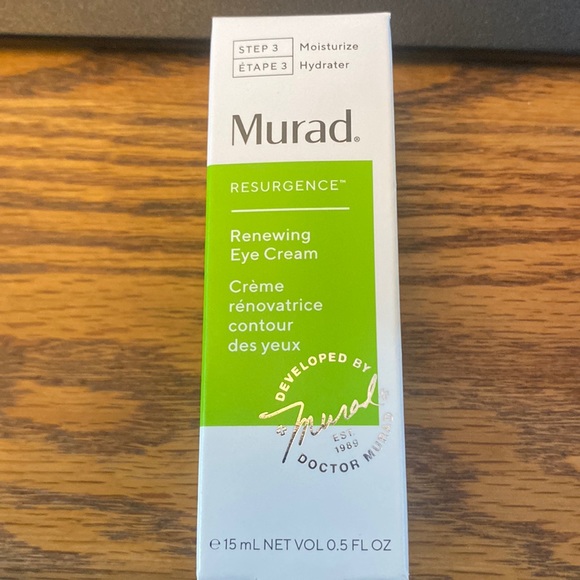 STEP 3 Moisturize
ÉTAPE 3 Hydrater
Murad®
RESURGENCE™
Renewing
Eye Cream
Crème
rénovatrice
contour
des yeux
DEVELOPED BY
Murad
EST.
1989
DOCTOR MURAD
℮ 15 mL NET VOL 0.5 FL OZ